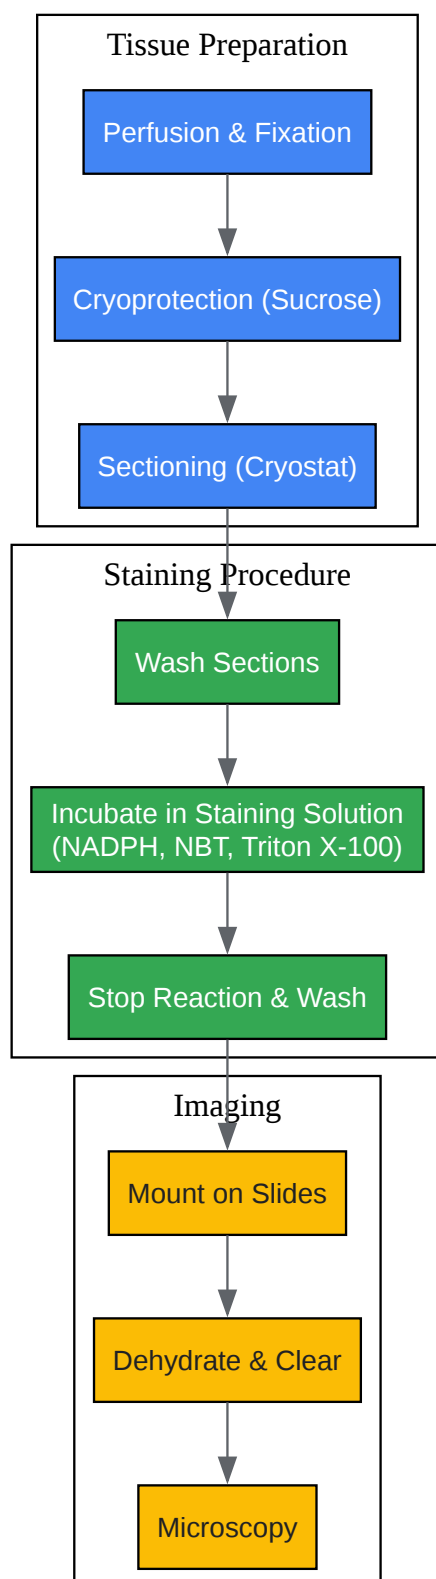 Tissue Preparation
Perfusion & Fixation
Cryoprotection (Sucrose)
Sectioning (Cryostat)
Staining Procedure
Wash Sections
Incubate in Staining Solution
(NADPH, NBT, Triton X-100)
Stop Reaction & Wash
Imaging
Mount on Slides
Dehydrate & Clear
Microscopy